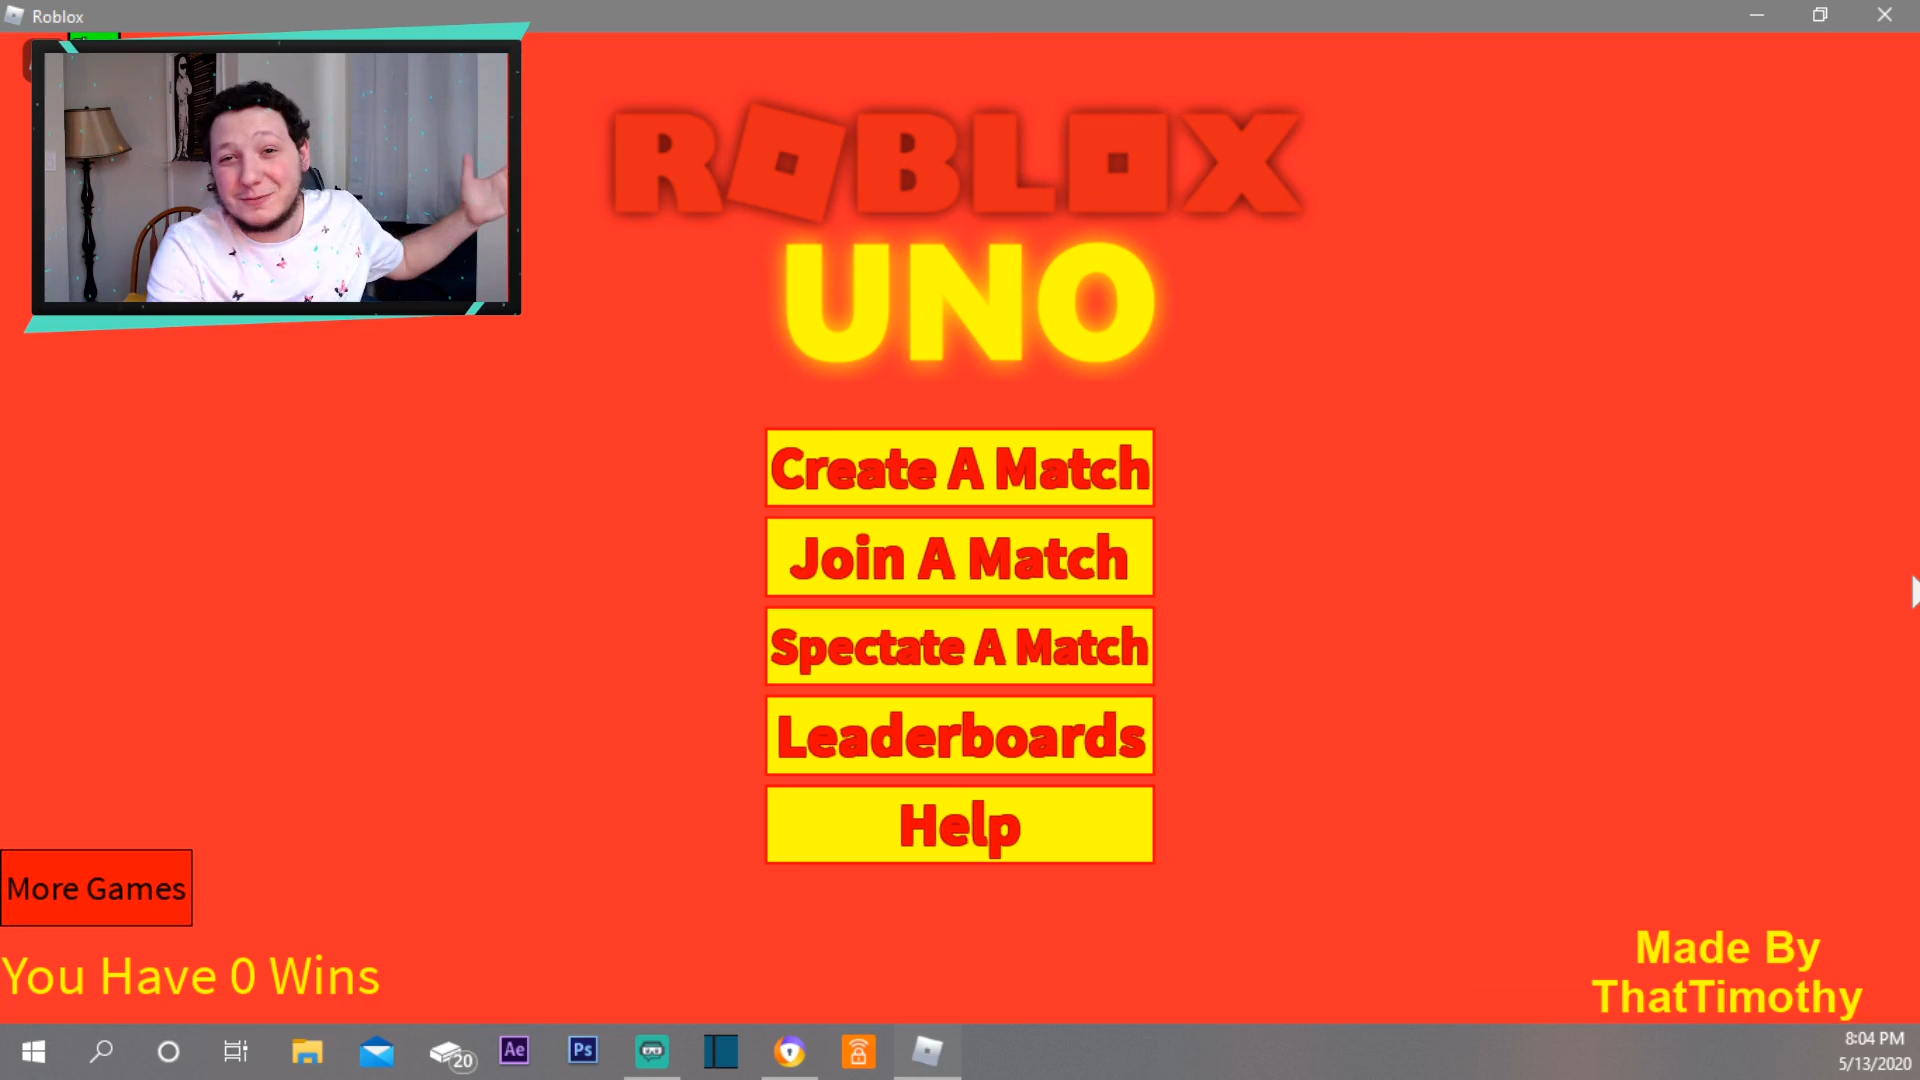 Roblox
ROBLOX
UNO
Create A Match
Join A Match
Spectate A Match
Leaderboards
Help
More Games
You Have 0 Wins
Made By
ThatTimothy
20
Ae
Ps
8:04 PM
5/13/2020